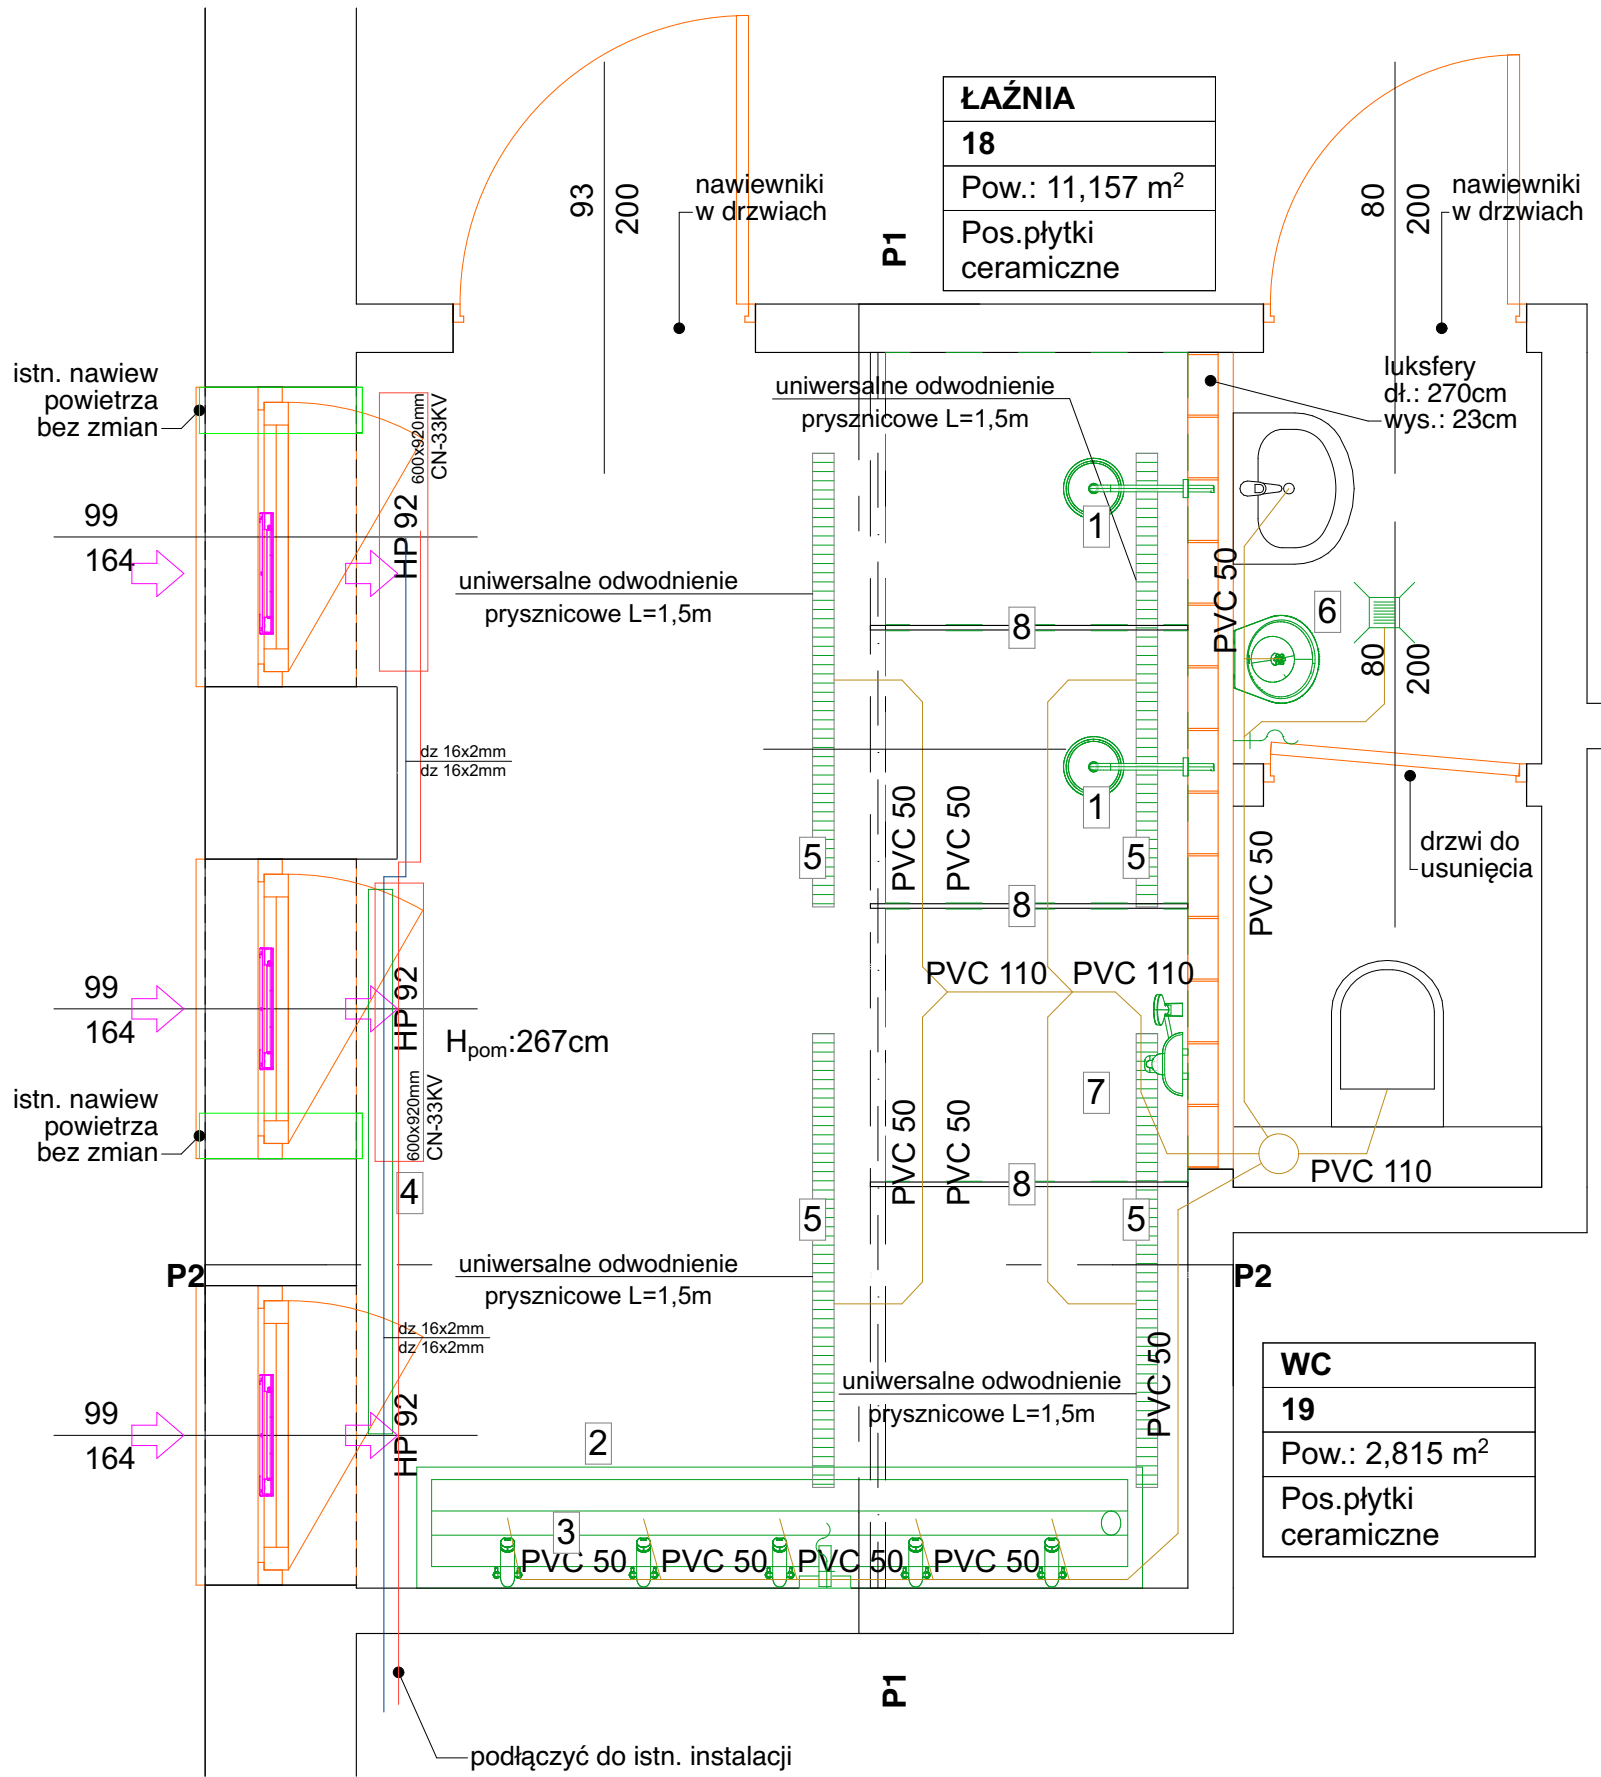 ŁAŹNIA
18
Pow.: 11,157 m²
Pos.płytki
ceramiczne
93
200
nawiewniki
w drzwiach
P1
80
200
nawiewniki
w drzwiach
istn. nawiew
powietrza
bez zmian
600x920mm
CN-33KV
HP 92
uniwersalne odwodnienie
prysznicowe L=1,5m
luksfery
dł.: 270cm
wys.: 23cm
99
164
1
uniwersalne odwodnienie
prysznicowe L=1,5m
8
PVC 50
6
80
200
dz 16x2mm
dz 16x2mm
1
5
PVC 50
PVC 50
5
PVC 50
drzwi do
usunięcia
8
PVC 110
PVC 110
99
164
HP 92
H pom:267cm
600x920mm
CN-33KV
7
istn. nawiew
powietrza
bez zmian
4
PVC 50
PVC 50
8
PVC 110
5
5
P2
uniwersalne odwodnienie
prysznicowe L=1,5m
P2
dz 16x2mm
dz 16x2mm
uniwersalne odwodnienie
prysznicowe L=1,5m
PVC 50
WC
19
Pow.: 2,815 m²
Pos.płytki
ceramiczne
99
164
HP 92
2
3
PVC 50
PVC 50
PVC 50
PVC 50
P1
podłączyć do istn. instalacji